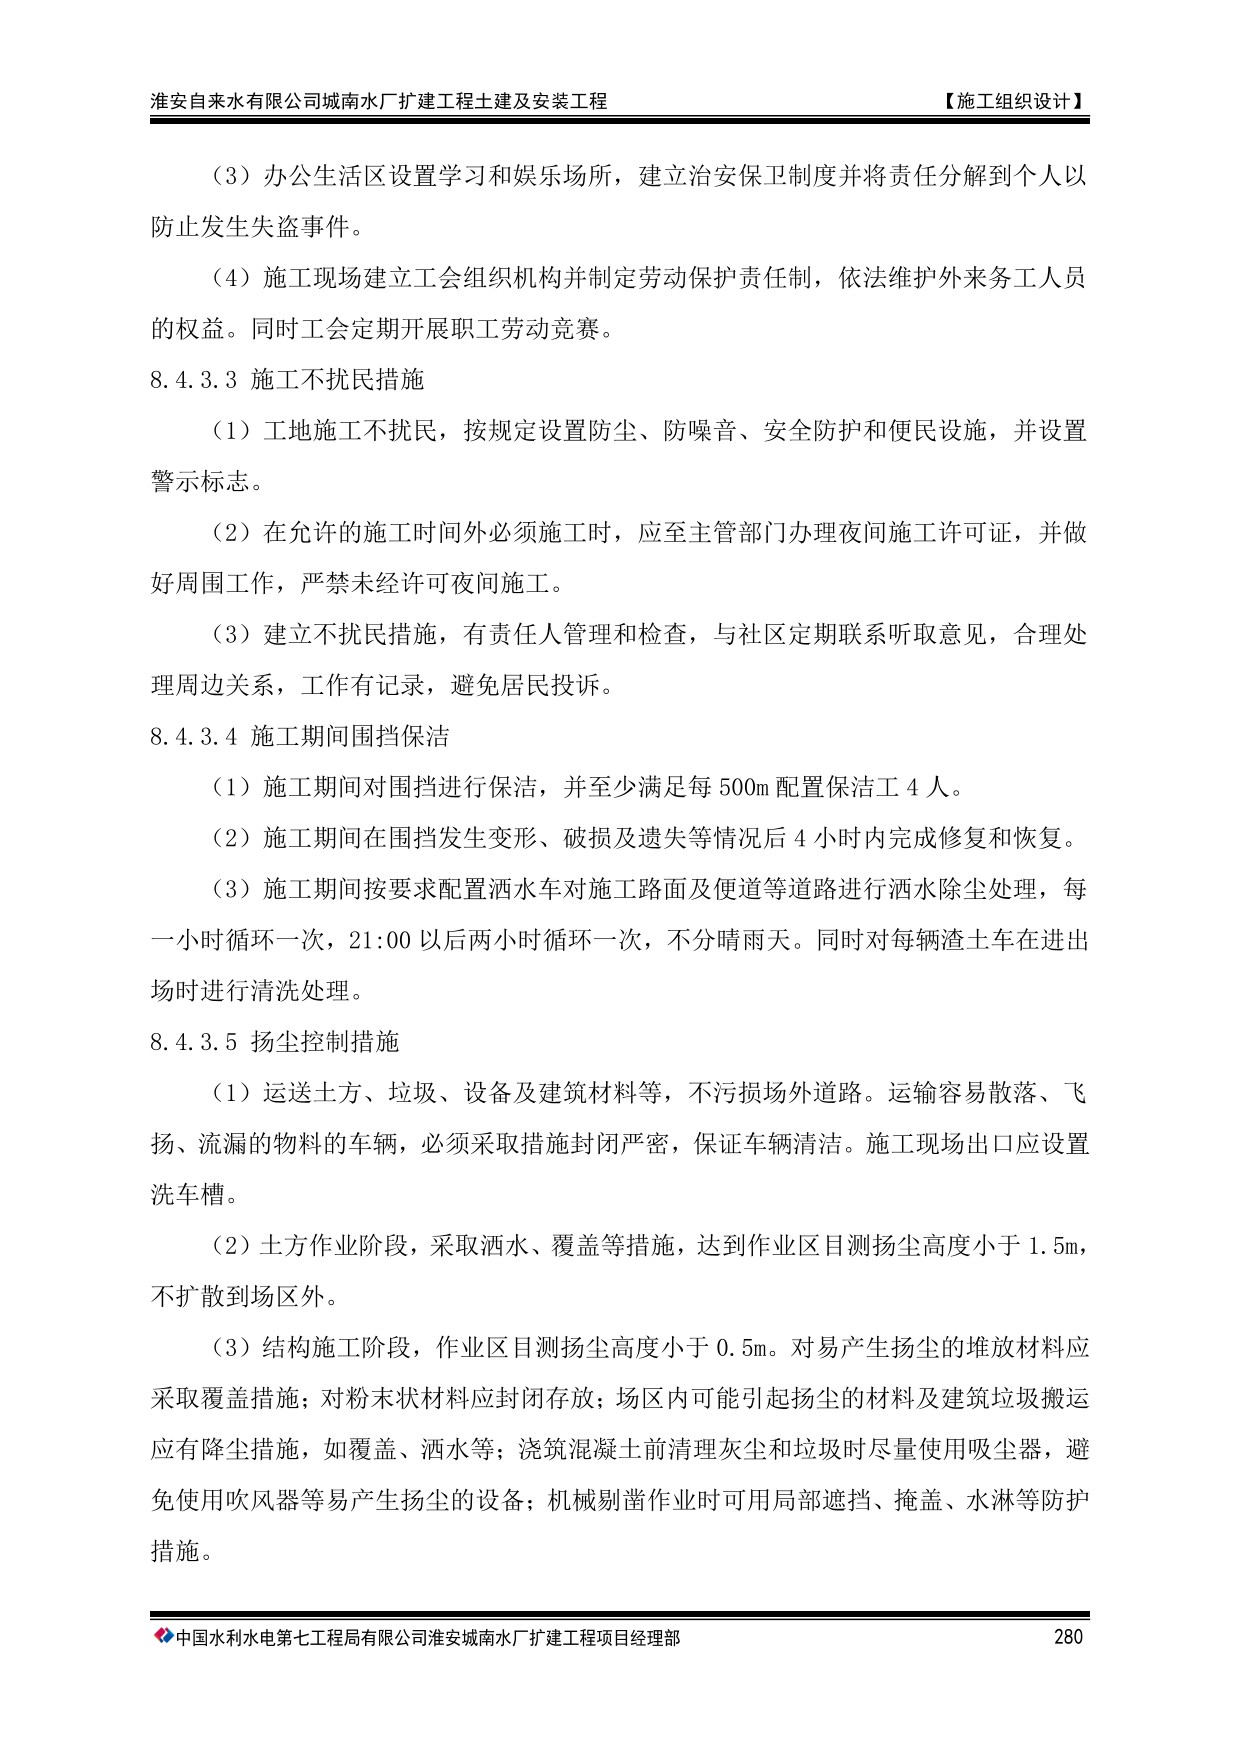 淮安自来水有限公司城南水厂扩建工程土建及安装工程 【施工组织设计】
（3）办公生活区设置学习和娱乐场所，建立治安保卫制度并将责任分解到个人以
防止发生失盗事件。
（4）施工现场建立工会组织机构并制定劳动保护责任制，依法维护外来务工人员
的权益。同时工会定期开展职工劳动竞赛。
8.4.3.3 施工不扰民措施
（1）工地施工不扰民，按规定设置防尘、防噪音、安全防护和便民设施，并设置
警示标志。
（2）在允许的施工时间外必须施工时，应至主管部门办理夜间施工许可证，并做
好周围工作，严禁未经许可夜间施工。
（3）建立不扰民措施，有责任人管理和检查，与社区定期联系听取意见，合理处
理周边关系，工作有记录，避免居民投诉。
8.4.3.4 施工期间围挡保洁
（1）施工期间对围挡进行保洁，并至少满足每 500m 配置保洁工 4 人。
（2）施工期间在围挡发生变形、破损及遗失等情况后 4 小时内完成修复和恢复。
（3）施工期间按要求配置洒水车对施工路面及便道等道路进行洒水除尘处理，每
一小时循环一次，21:00 以后两小时循环一次，不分晴雨天。同时对每辆渣土车在进出
场时进行清洗处理。
8.4.3.5 扬尘控制措施
（1）运送土方、垃圾、设备及建筑材料等，不污损场外道路。运输容易散落、飞
扬、流漏的物料的车辆，必须采取措施封闭严密，保证车辆清洁。施工现场出口应设置
洗车槽。
（2）土方作业阶段，采取洒水、覆盖等措施，达到作业区目测扬尘高度小于 1.5m，
不扩散到场区外。
（3）结构施工阶段，作业区目测扬尘高度小于 0.5m。对易产生扬尘的堆放材料应
采取覆盖措施；对粉末状材料应封闭存放；场区内可能引起扬尘的材料及建筑垃圾搬运
应有降尘措施，如覆盖、洒水等；浇筑混凝土前清理灰尘和垃圾时尽量使用吸尘器，避
免使用吹风器等易产生扬尘的设备；机械剔凿作业时可用局部遮挡、掩盖、水淋等防护
措施。
中国水利水电第七工程局有限公司淮安城南水厂扩建工程项目经理部 280